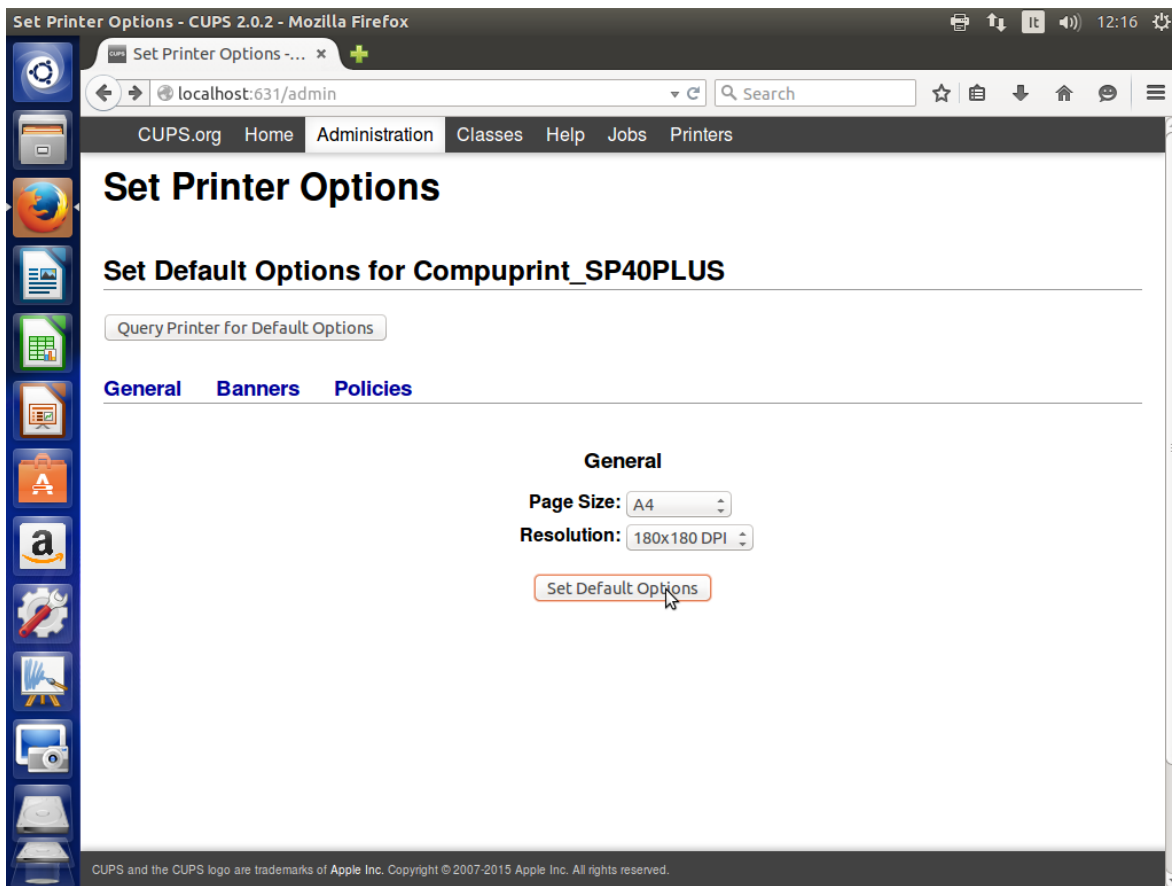 Set Printer Options - CUPS 2.0.2 - Mozilla Firefox
It
12:16
CUPS
Set Printer Options -...
localhost:631/admin
Search
CUPS.org Home Administration Classes Help Jobs Printers
Set Printer Options
Set Default Options for Compuprint_SP40PLUS
Query Printer for Default Options
General Banners Policies
General
Page Size: A4
Resolution: 180x180 DPI
Set Default Options
A
a
CUPS and the CUPS logo are trademarks of Apple Inc. Copyright © 2007-2015 Apple Inc. All rights reserved.